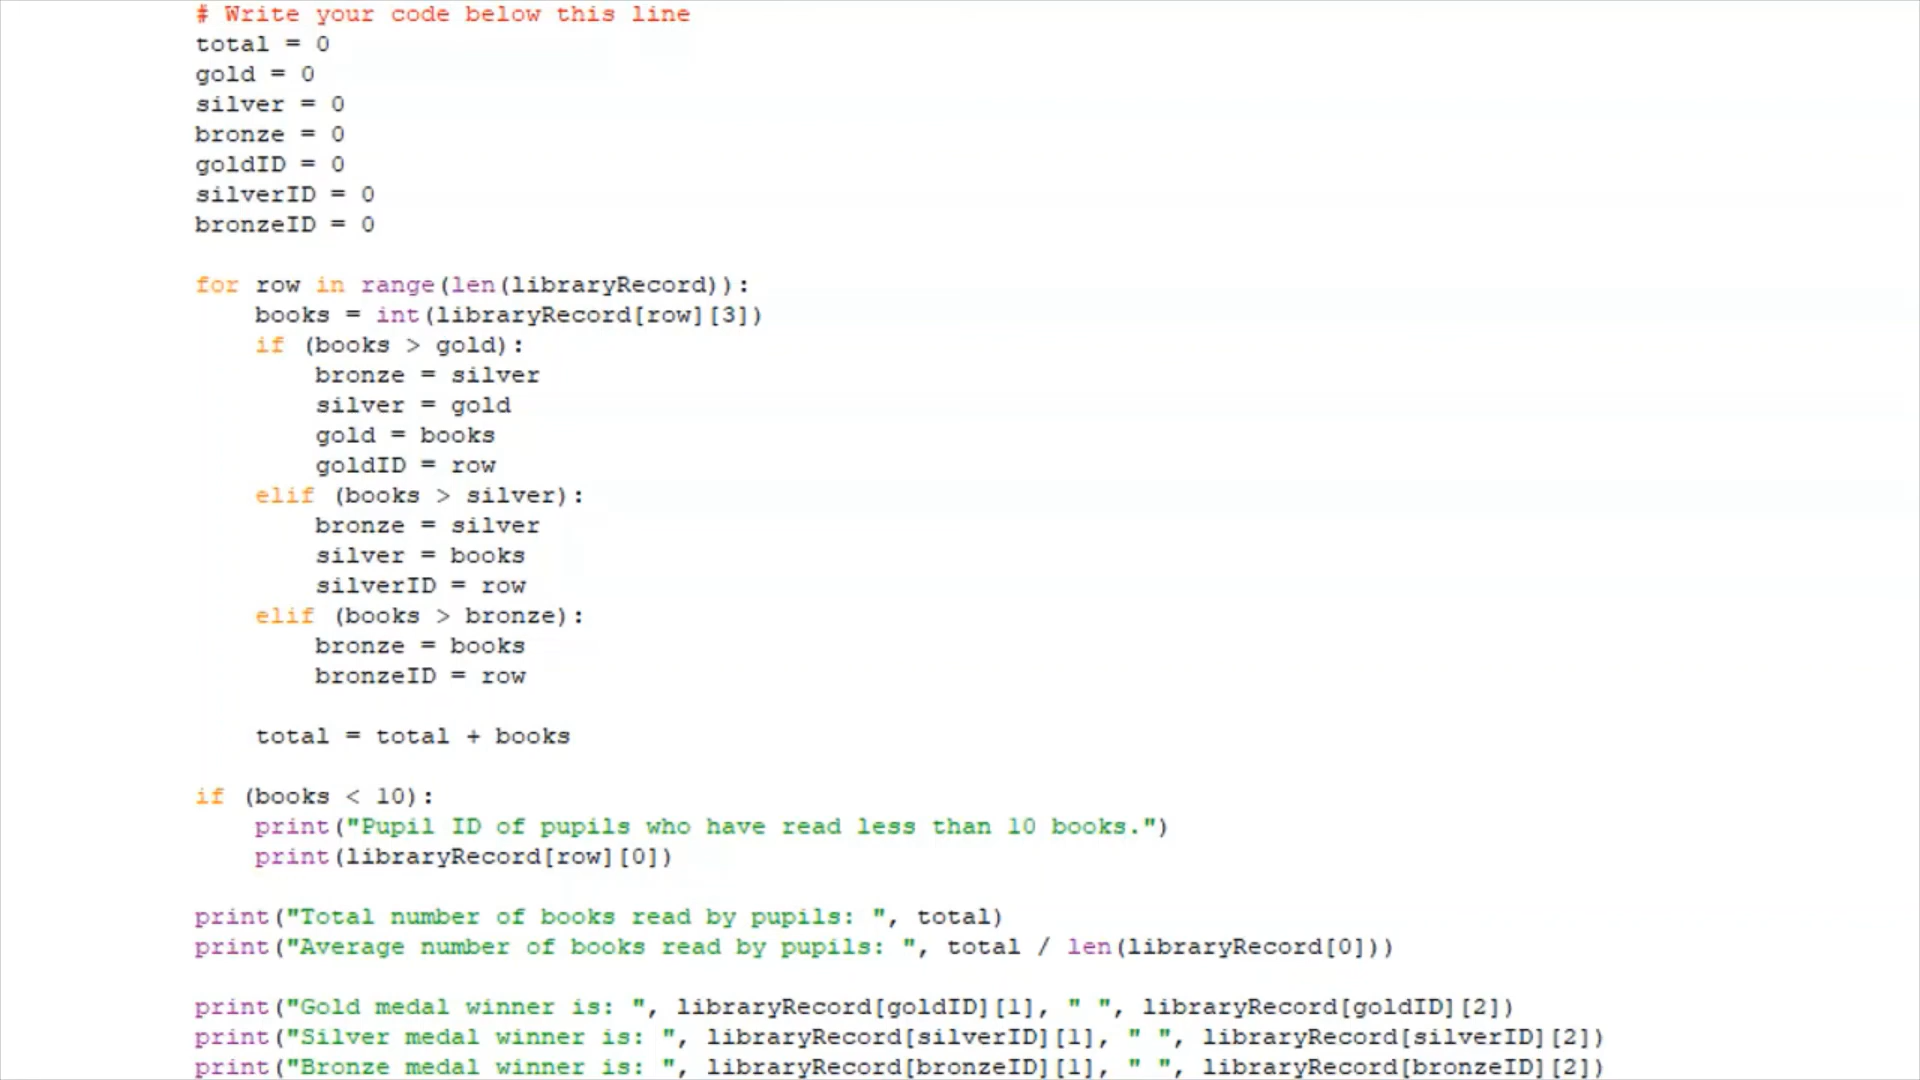 # Write your code below this line
total = 0
gold = 0
silver = 0
bronze = 0
goldID = 0
silverID = 0
bronzeID = 0
for row in range(len(libraryRecord)):
    books = int(libraryRecord[row][3])
    if (books > gold):
        bronze = silver
        silver = gold
        gold = books
        goldID = row
    elif (books > silver):
        bronze = silver
        silver = books
        silverID = row
    elif (books > bronze):
        bronze = books
        bronzeID = row
    total = total + books
if (books < 10):
    print("Pupil ID of pupils who have read less than 10 books.")
    print(libraryRecord[row][0])
print("Total number of books read by pupils: ", total)
print("Average number of books read by pupils: ", total / len(libraryRecord[0]))
print("Gold medal winner is: ", libraryRecord[goldID][1], " ", libraryRecord[goldID][2])
print("Silver medal winner is: ", libraryRecord[silverID][1], " ", libraryRecord[silverID][2])
print("Bronze medal winner is: ", libraryRecord[bronzeID][1], " ", libraryRecord[bronzeID][2])